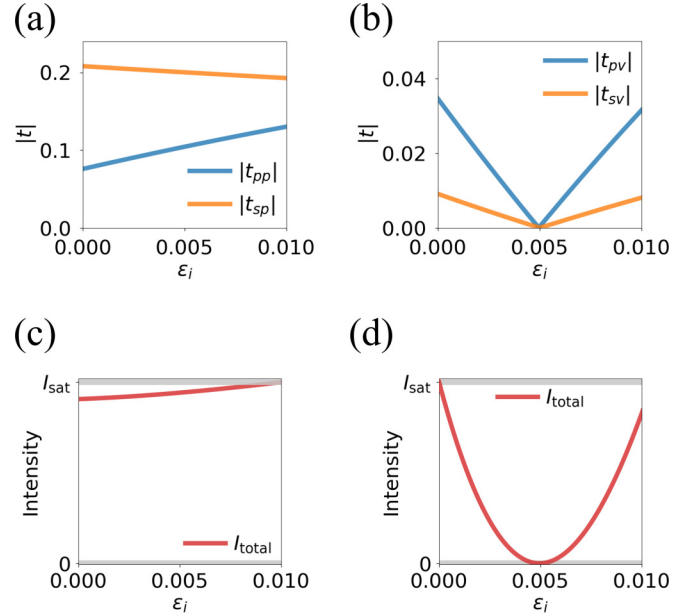 (a)
|t|
0.2
0.1
0.0
|t_pp|
|t_sp|
0.000 0.005 0.010
ε_i
(b)
|t|
0.04
0.02
0.00
|t_pv|
|t_sv|
0.000 0.005 0.010
ε_i
(c)
Intensity
I_sat
0
I_total
0.000 0.005 0.010
ε_i
(d)
Intensity
I_sat
0
I_total
0.000 0.005 0.010
ε_i